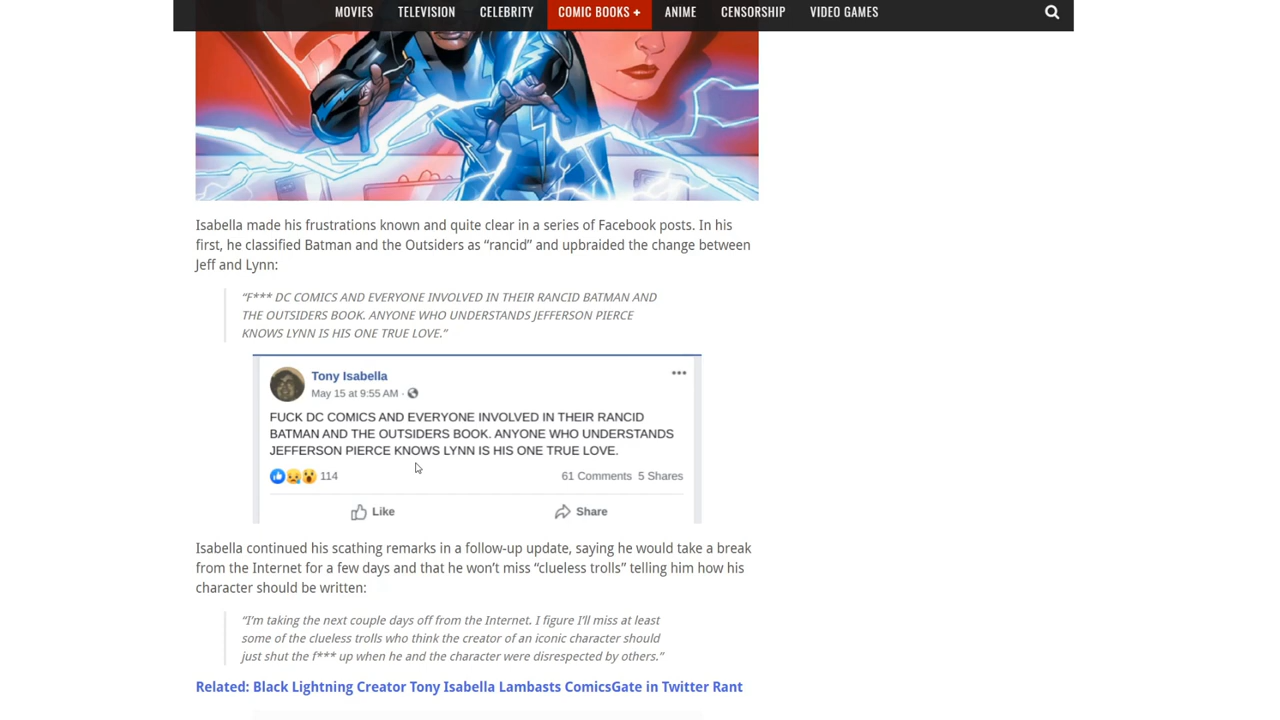 MOVIES TELEVISION CELEBRITY COMIC BOOKS + ANIME CENSORSHIP VIDEO GAMES
Isabella made his frustrations known and quite clear in a series of Facebook posts. In his
first, he classified Batman and the Outsiders as “rancid” and upbraided the change between
Jeff and Lynn:
“F*** DC COMICS AND EVERYONE INVOLVED IN THEIR RANCID BATMAN AND
THE OUTSIDERS BOOK. ANYONE WHO UNDERSTANDS JEFFERSON PIERCE
KNOWS LYNN IS HIS ONE TRUE LOVE.”
Tony Isabella
May 15 at 9:55 AM ·
FUCK DC COMICS AND EVERYONE INVOLVED IN THEIR RANCID
BATMAN AND THE OUTSIDERS BOOK. ANYONE WHO UNDERSTANDS
JEFFERSON PIERCE KNOWS LYNN IS HIS ONE TRUE LOVE.
114 61 Comments 5 Shares
Like Share
Isabella continued his scathing remarks in a follow-up update, saying he would take a break
from the Internet for a few days and that he won’t miss “clueless trolls” telling him how his
character should be written:
“I’m taking the next couple days off from the Internet. I figure I’ll miss at least
some of the clueless trolls who think the creator of an iconic character should
just shut the f*** up when he and the character were disrespected by others.”
Related: Black Lightning Creator Tony Isabella Lambasts ComicsGate in Twitter Rant